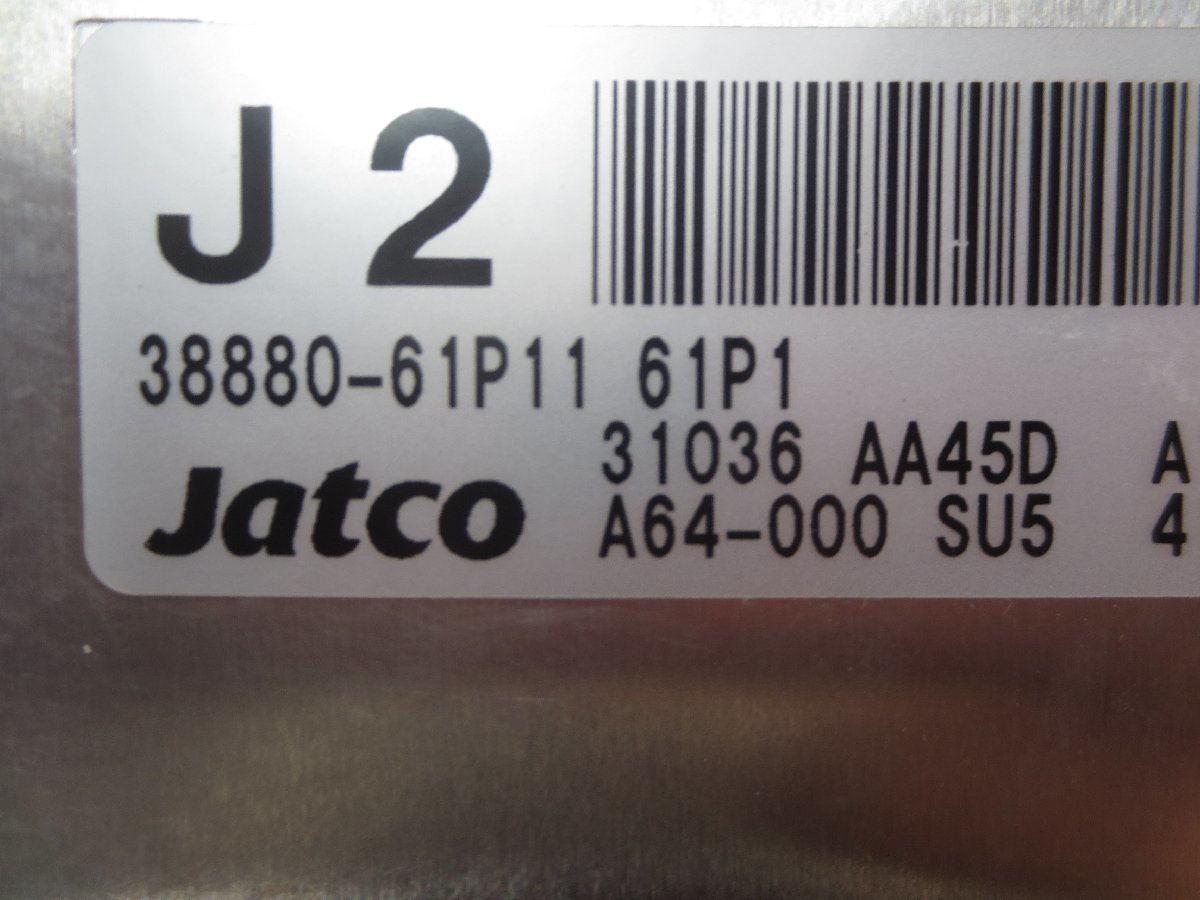 J2
38880-61P11 61P1
31036 AA45D A
Jatco A64-000 SU5 4